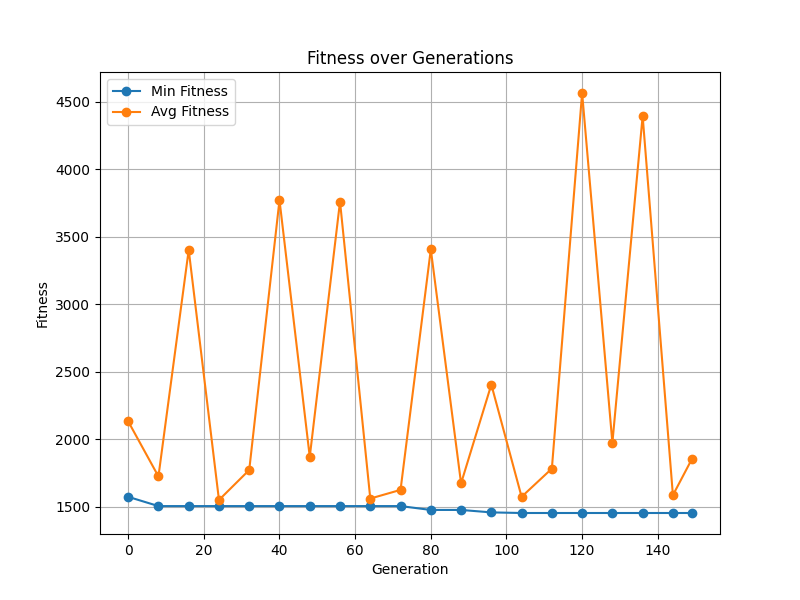 Fitness over Generations
Min Fitness
Avg Fitness
4500
4000
3500
3000
2500
2000
1500
Fitness
0 20 40 60 80 100 120 140
Generation